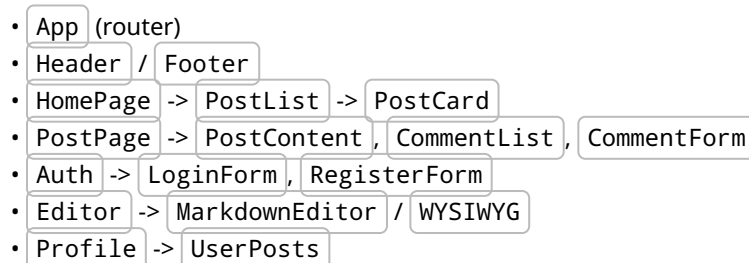 • App (router)
• Header / Footer
• HomePage -> PostList -> PostCard
• PostPage -> PostContent, CommentList, CommentForm
• Auth -> LoginForm, RegisterForm
• Editor -> MarkdownEditor / WYSIWYG
• Profile -> UserPosts